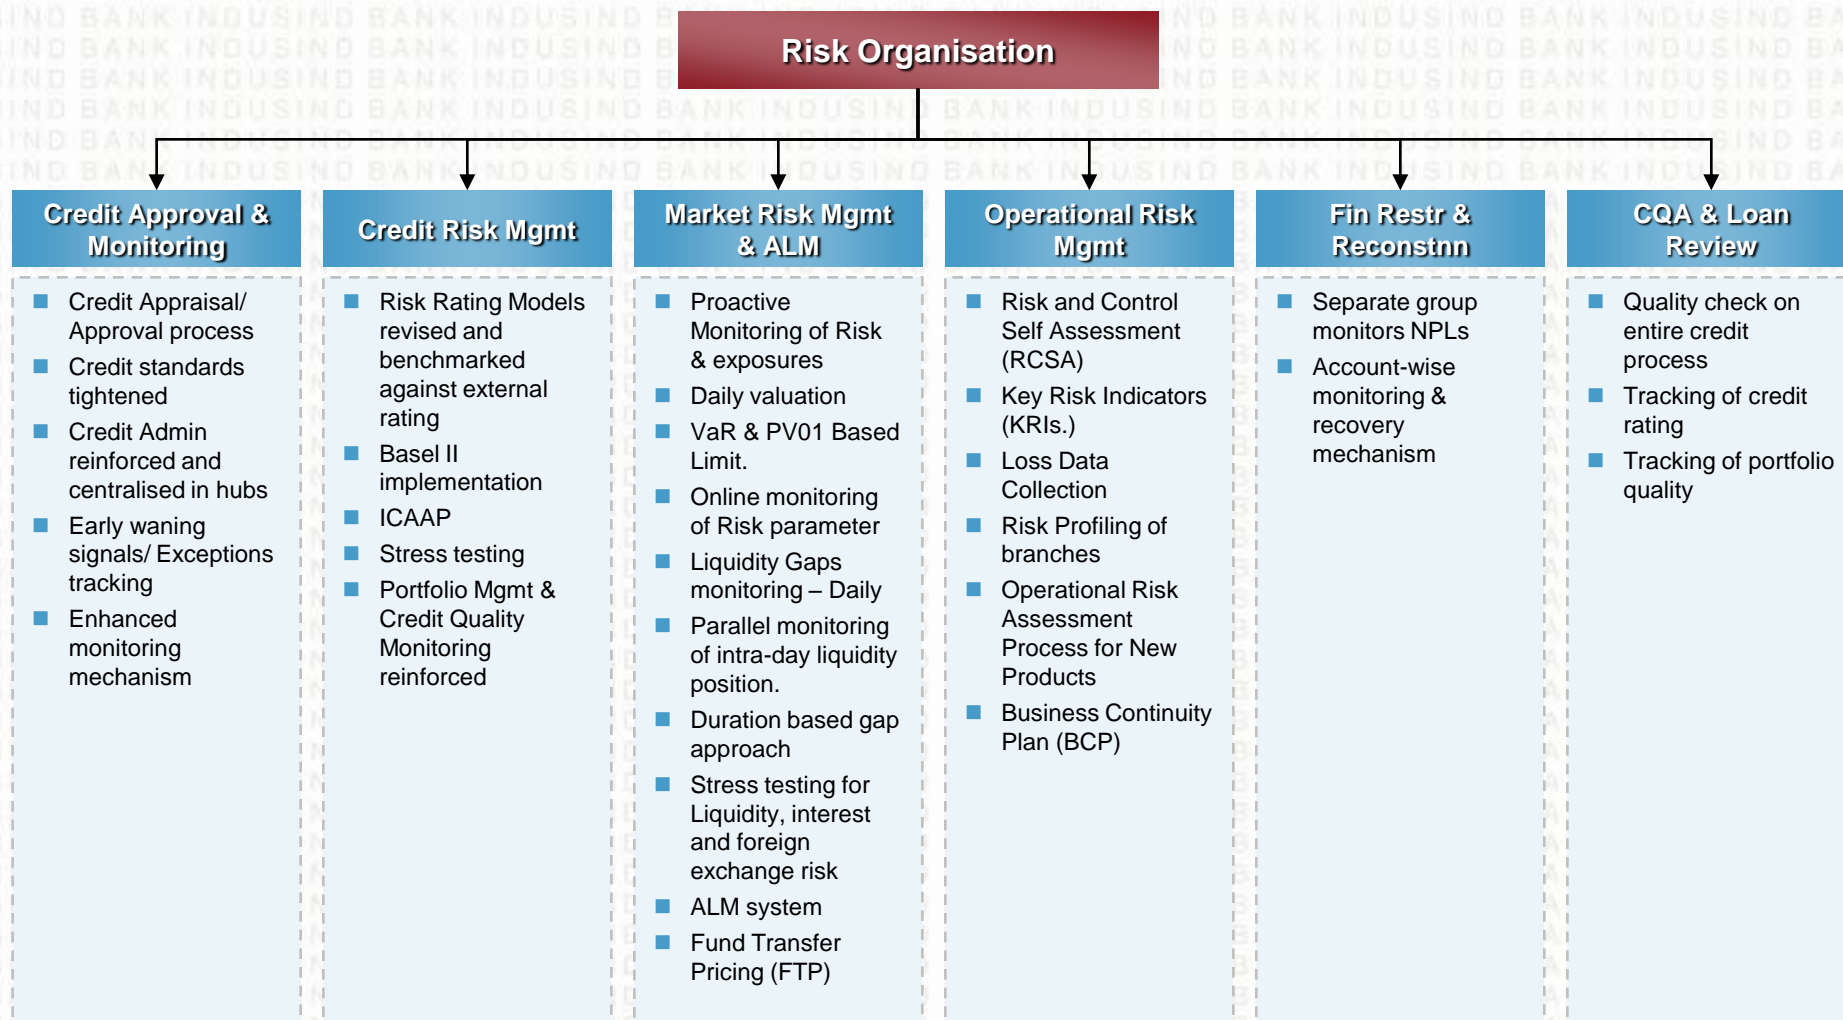 Risk Organisation
Credit Approval &
Monitoring
Credit Appraisal/
Approval process
Credit standards
tightened
Credit Admin
reinforced and
centralised in hubs
Early waning
signals/ Exceptions
tracking
Enhanced
monitoring
mechanism
Credit Risk Mgmt
Risk Rating Models
revised and
benchmarked
against external
rating
Basel II
implementation
ICAAP
Stress testing
Portfolio Mgmt &
Credit Quality
Monitoring
reinforced
Market Risk Mgmt
& ALM
Proactive
Monitoring of Risk
& exposures
Daily valuation
VaR & PV01 Based
Limit.
Online monitoring
of Risk parameter
Liquidity Gaps
monitoring – Daily
Parallel monitoring
of intra-day liquidity
position.
Duration based gap
approach
Stress testing for
Liquidity, interest
and foreign
exchange risk
ALM system
Fund Transfer
Pricing (FTP)
Operational Risk
Mgmt
Risk and Control
Self Assessment
(RCSA)
Key Risk Indicators
(KRIs.)
Loss Data
Collection
Risk Profiling of
branches
Operational Risk
Assessment
Process for New
Products
Business Continuity
Plan (BCP)
Fin Restr &
Reconstnn
Separate group
monitors NPLs
Account-wise
monitoring &
recovery
mechanism
CQA & Loan
Review
Quality check on
entire credit
process
Tracking of credit
rating
Tracking of portfolio
quality